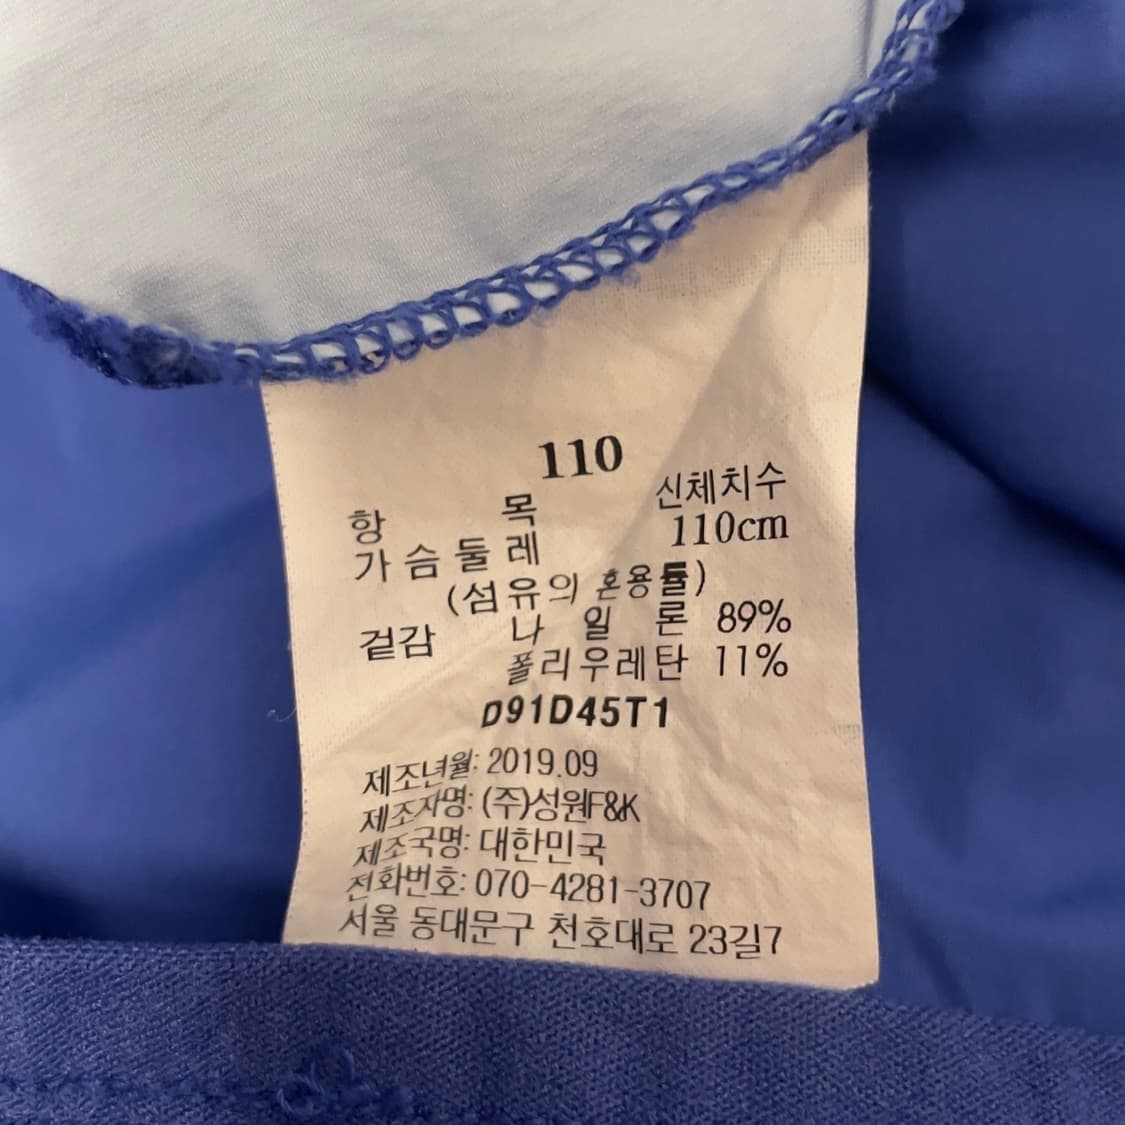 110
항 목 신체치수
가슴둘레 110cm
(섬유의 혼용률)
겉감 나 일 론 89%
폴리우레탄 11%
D91D45T1
제조년월: 2019.09
제조자명: (주)성원F&K
제조국명: 대한민국
전화번호: 070-4281-3707
서울 동대문구 천호대로 23길7